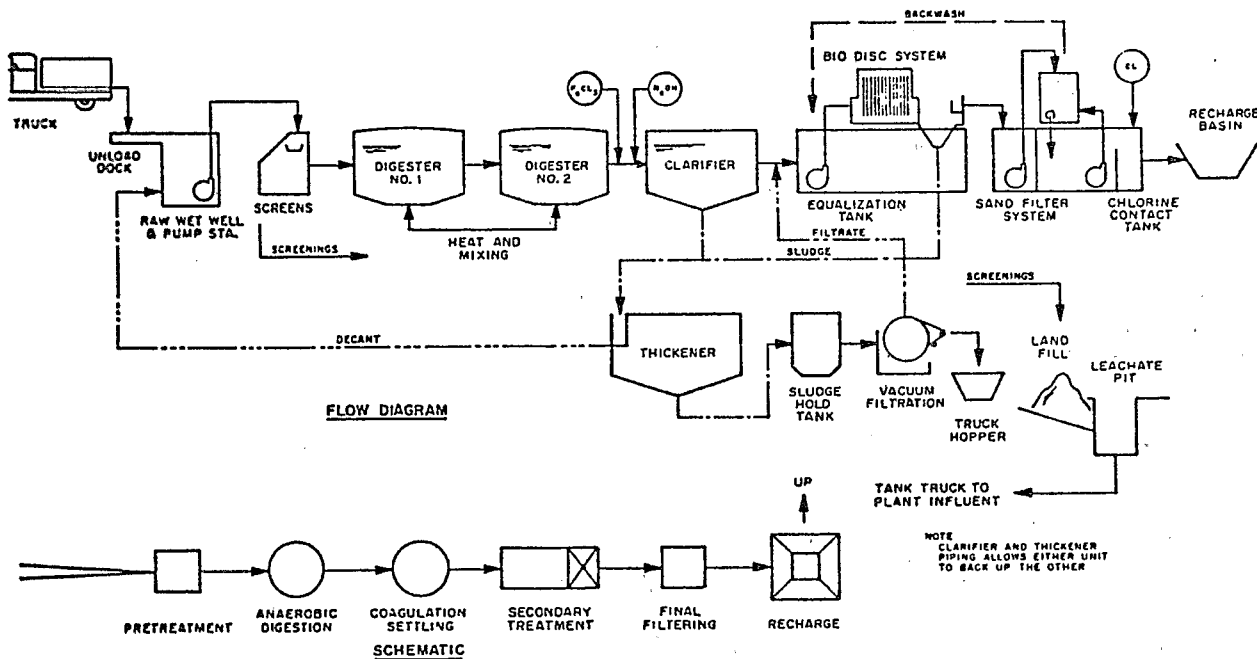 BACKWASH
BIO DISC SYSTEM
FeCL3
NaOH
CL
TRUCK
UNLOAD
DOCK
RAW WET WELL
& PUMP STA.
SCREENS
SCREENINGS
DIGESTER
NO. 1
DIGESTER
NO. 2
HEAT AND
MIXING
CLARIFIER
EQUALIZATION
TANK
SAND FILTER
SYSTEM
CHLORINE
CONTACT
TANK
RECHARGE
BASIN
FILTRATE
SLUDGE
DECANT
THICKENER
SLUDGE
HOLD
TANK
VACUUM
FILTRATION
TRUCK
HOPPER
SCREENINGS
LAND
FILL
LEACHATE
PIT
FLOW DIAGRAM
TANK TRUCK TO
PLANT INFLUENT
NOTE
CLARIFIER AND THICKENER
PIPING ALLOWS EITHER UNIT
TO BACK UP THE OTHER
UP
PRETREATMENT
ANAEROBIC
DIGESTION
COAGULATION
SETTLING
SECONDARY
TREATMENT
FINAL
FILTERING
RECHARGE
SCHEMATIC